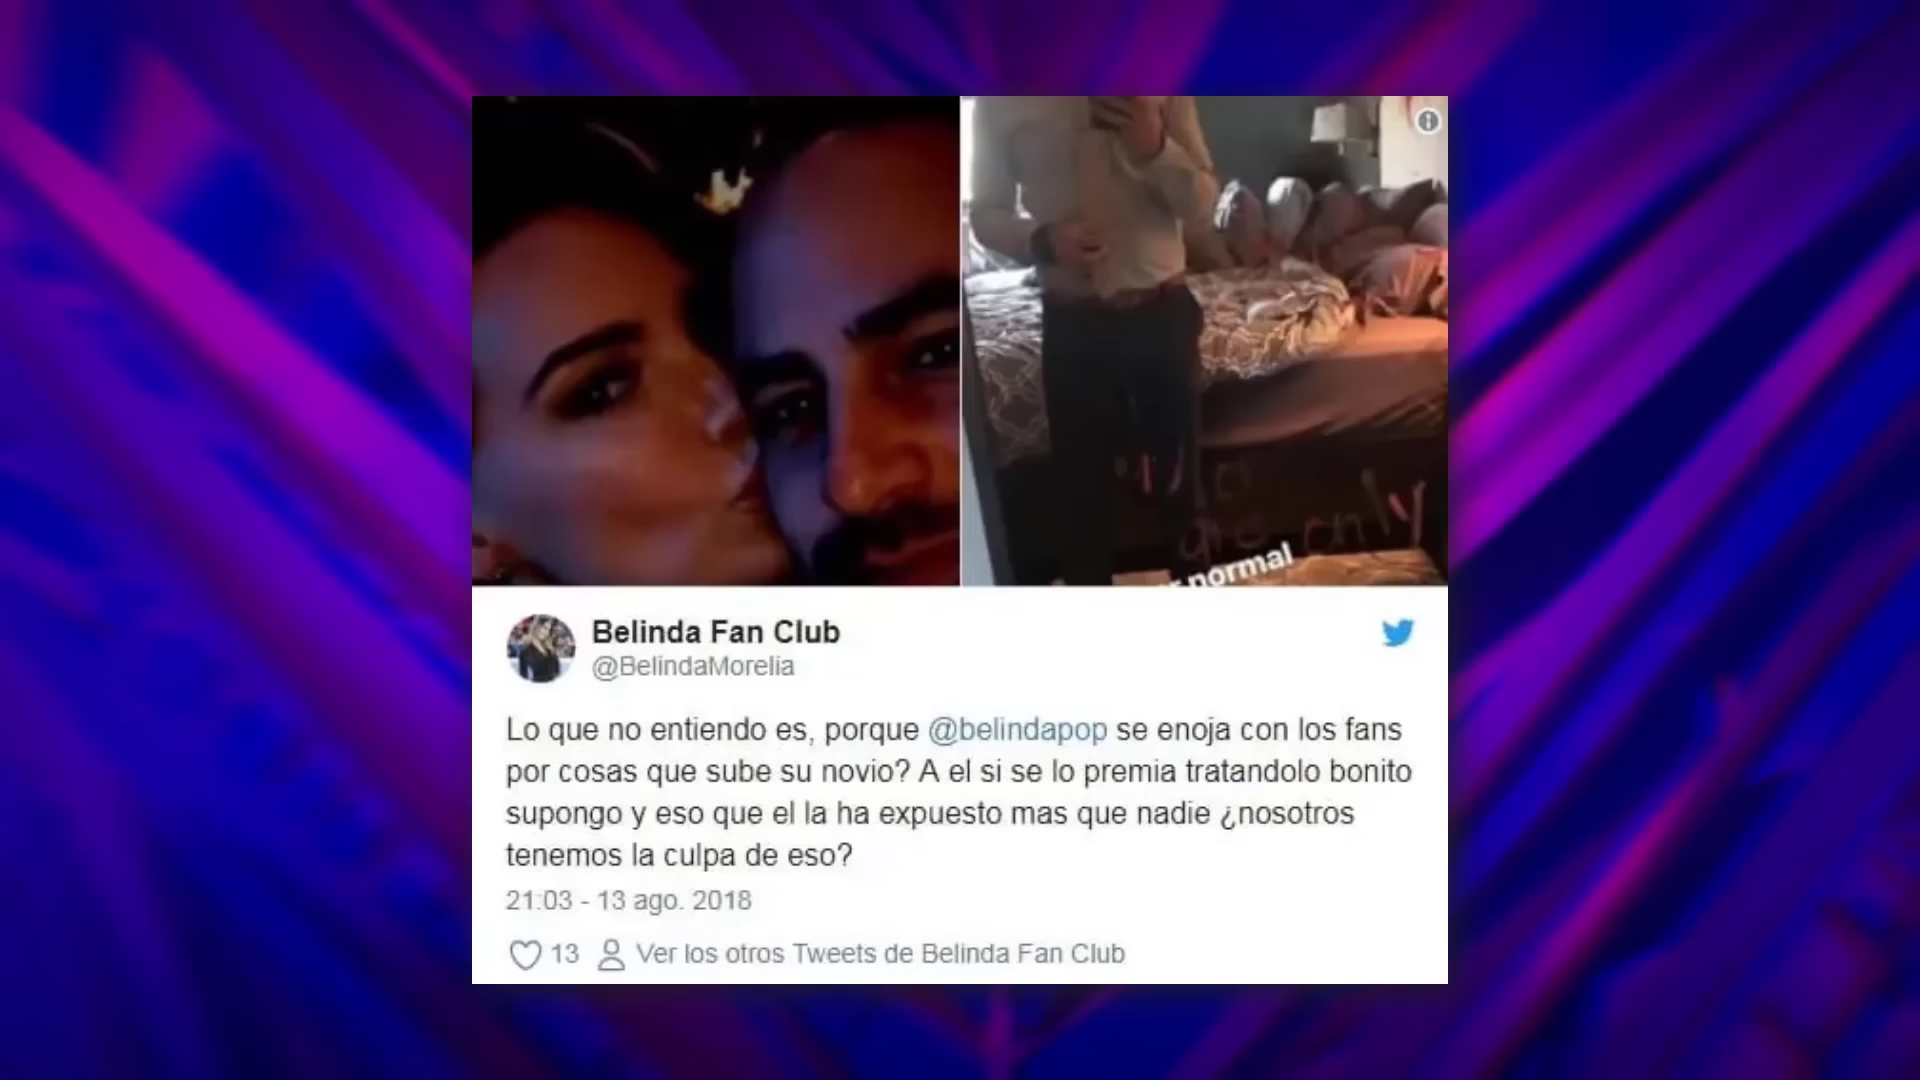 are only
normal
Belinda Fan Club
@BelindaMorelia
Lo que no entiendo es, porque @belindapop se enoja con los fans
por cosas que sube su novio? A el si se lo premia tratandolo bonito
supongo y eso que el la ha expuesto mas que nadie ¿nosotros
tenemos la culpa de eso?
21:03 - 13 ago. 2018
13 Ver los otros Tweets de Belinda Fan Club